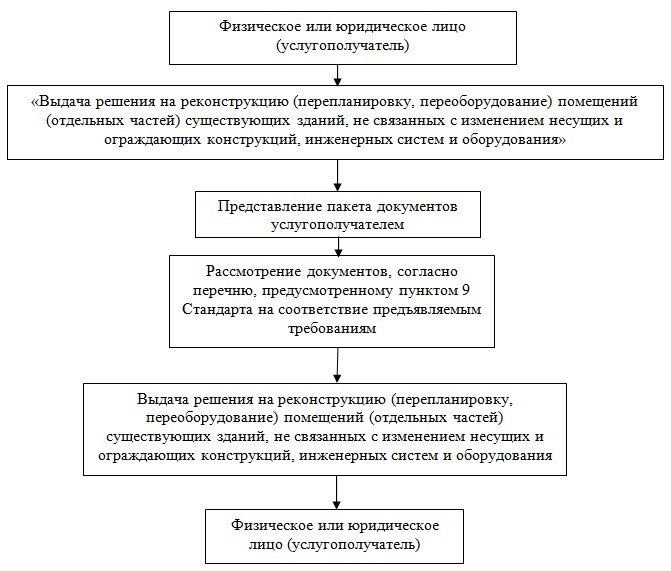 Физическое или юридическое лицо
(услугополучатель)
«Выдача решения на реконструкцию (перепланировку, переоборудование) помещений
(отдельных частей) существующих зданий, не связанных с изменением несущих и
ограждающих конструкций, инженерных систем и оборудования»
Представление пакета документов
услугополучателем
Рассмотрение документов, согласно
перечню, предусмотренному пунктом 9
Стандарта на соответствие предъявляемым
требованиям
Выдача решения на реконструкцию (перепланировку,
переоборудование) помещений (отдельных частей)
существующих зданий, не связанных с изменением несущих и
ограждающих конструкций, инженерных систем и оборудования
Физическое или юридическое
лицо (услугополучатель)